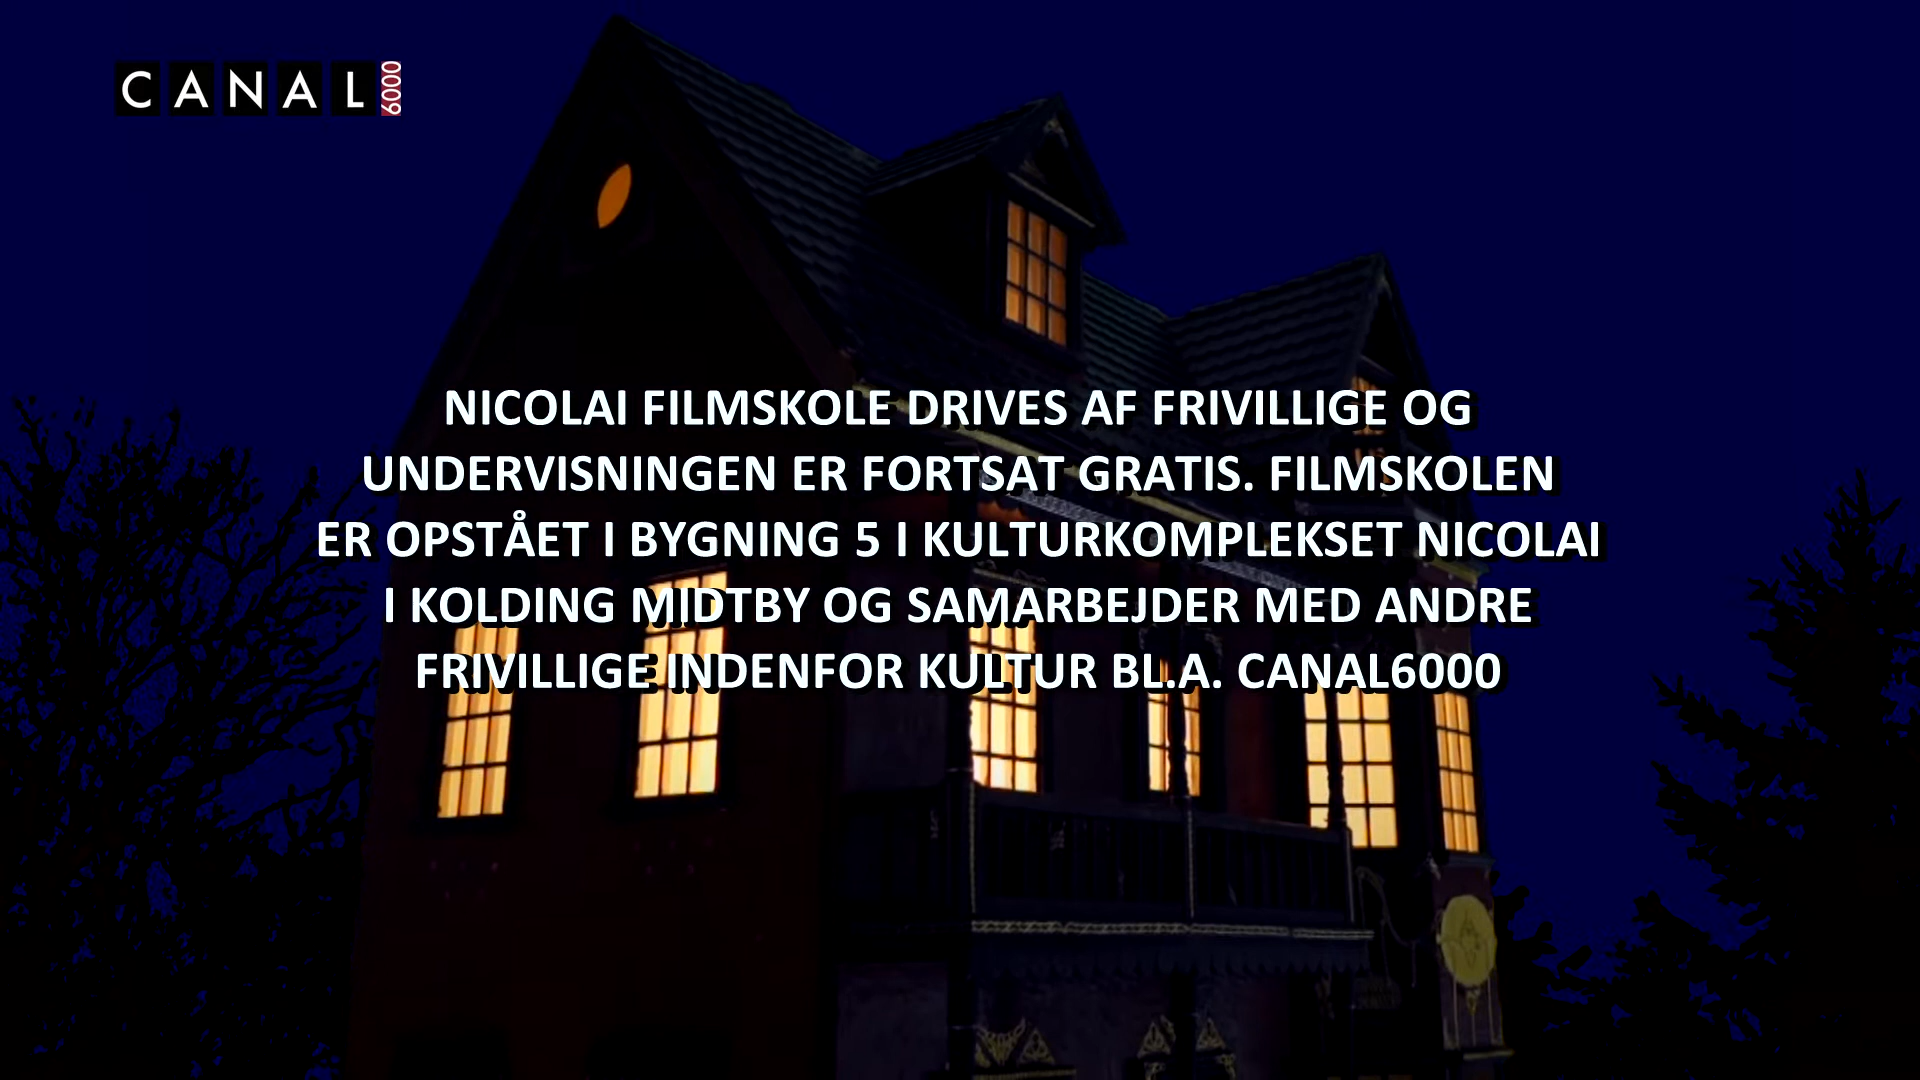 CANAL 6000
NICOLAI FILMSKOLE DRIVES AF FRIVILLIGE OG
UNDERVISNINGEN ER FORTSAT GRATIS. FILMSKOLEN
ER OPSTÅET I BYGNING 5 I KULTURKOMPLEKSET NICOLAI
I KOLDING MIDTBY OG SAMARBEJDER MED ANDRE
FRIVILLIGE INDENFOR KULTUR BL.A. CANAL6000